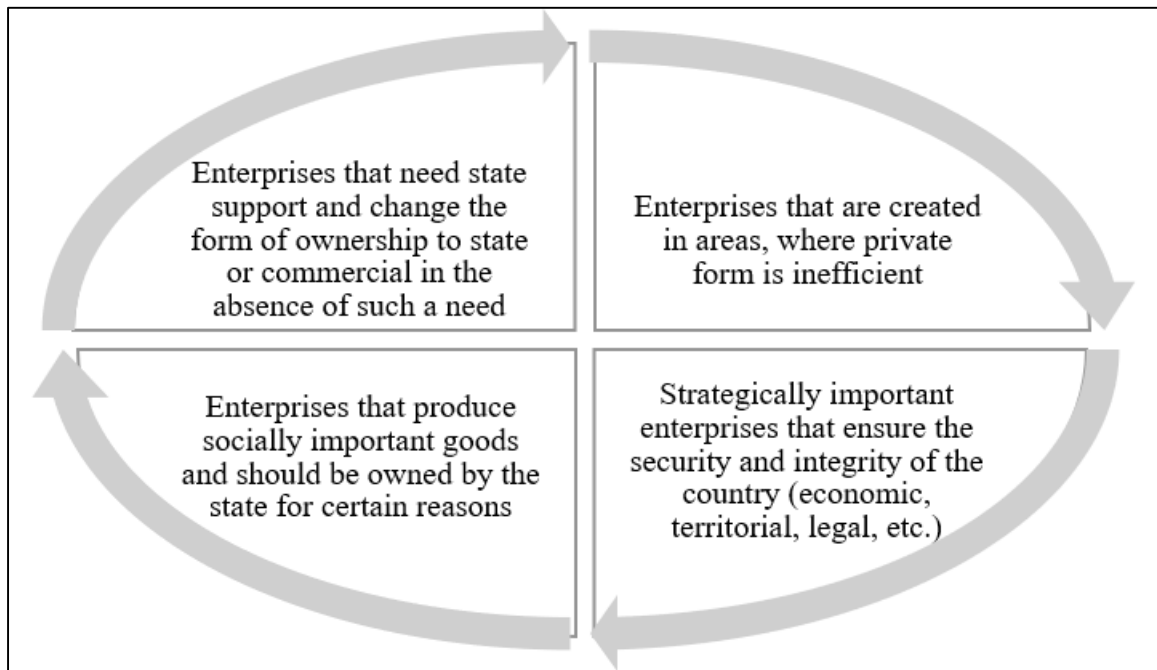 Enterprises that need state
support and change the
form of ownership to state
or commercial in the
absence of such a need
Enterprises that are created
in areas, where private
form is inefficient
Enterprises that produce
socially important goods
and should be owned by the
state for certain reasons
Strategically important
enterprises that ensure the
security and integrity of the
country (economic,
territorial, legal, etc.)